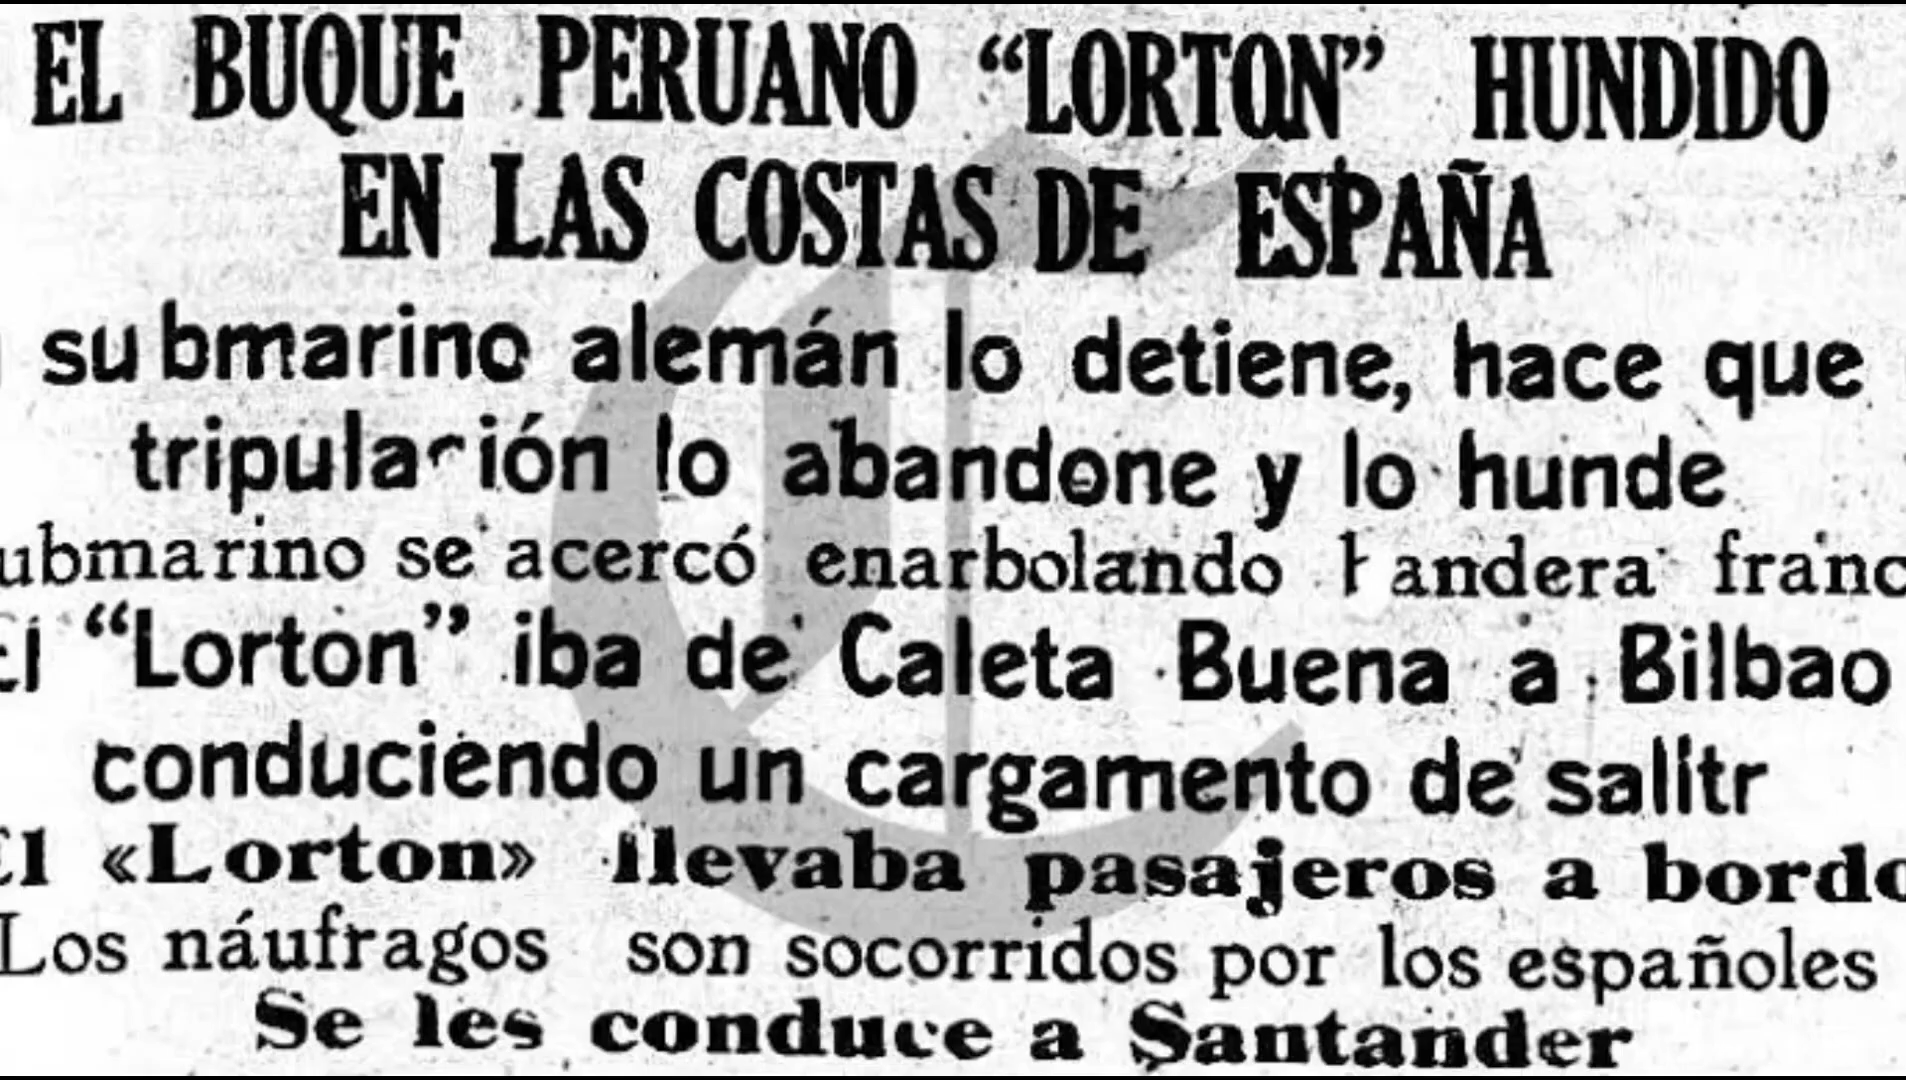 EL BUQUE PERUANO “LORTON” HUNDIDO
EN LAS COSTAS DE ESPAÑA
submarino alemán lo detiene, hace que
tripulación lo abandone y lo hunde
ubmarino se acercó enarbolando bandera franc
El “Lorton” iba de Caleta Buena a Bilbao
conduciendo un cargamento de salitr
El «Lorton» llevaba pasajeros a bordo
Los náufragos son socorridos por los españoles
Se les conduce a Santander